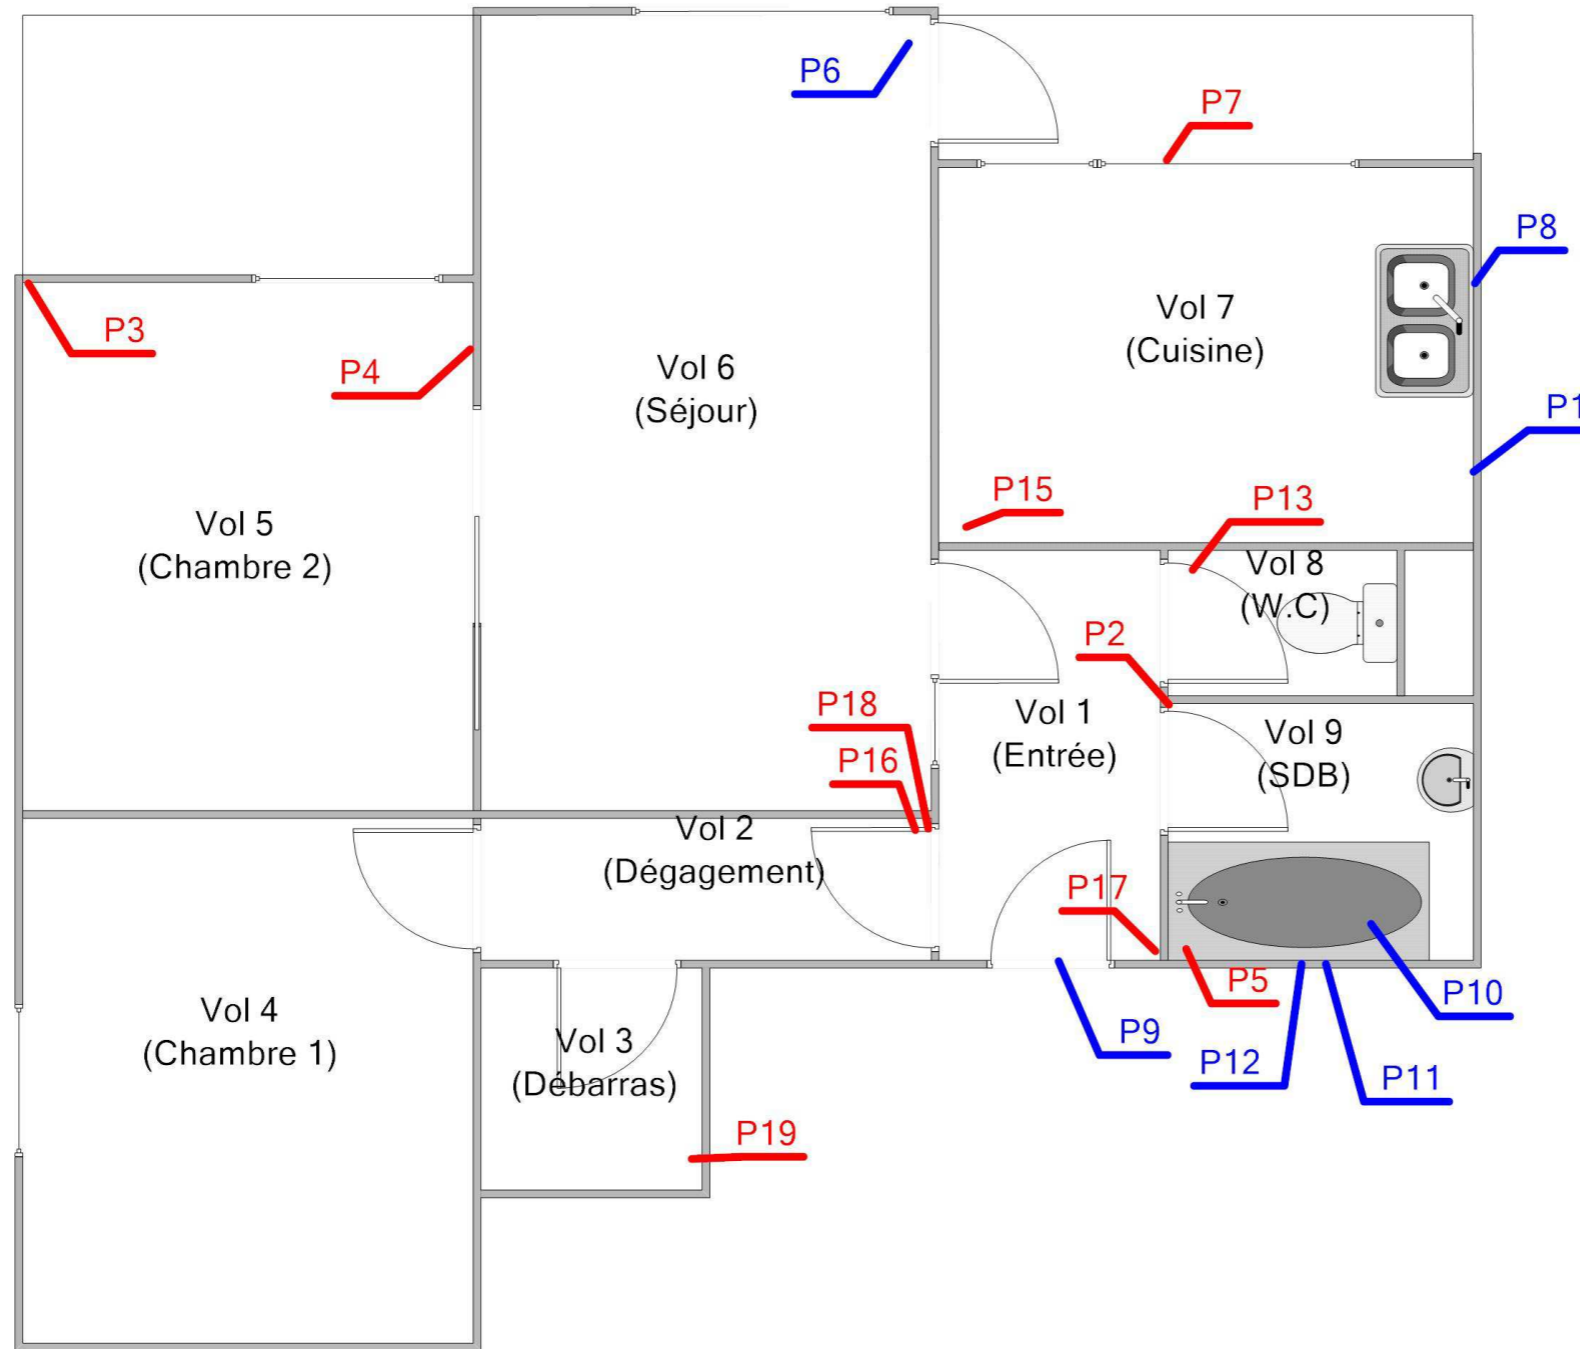 P6
P7
P8
P3
P4
Vol 7
(Cuisine)
Vol 6
(Séjour)
P1
P15
P13
Vol 5
(Chambre 2)
Vol 8
(W.C)
P2
P18
P16
Vol 1
(Entrée)
Vol 9
(SDB)
Vol 2
(Dégagement)
P17
P5
P10
Vol 4
(Chambre 1)
Vol 3
(Débarras)
P9
P12
P11
P19